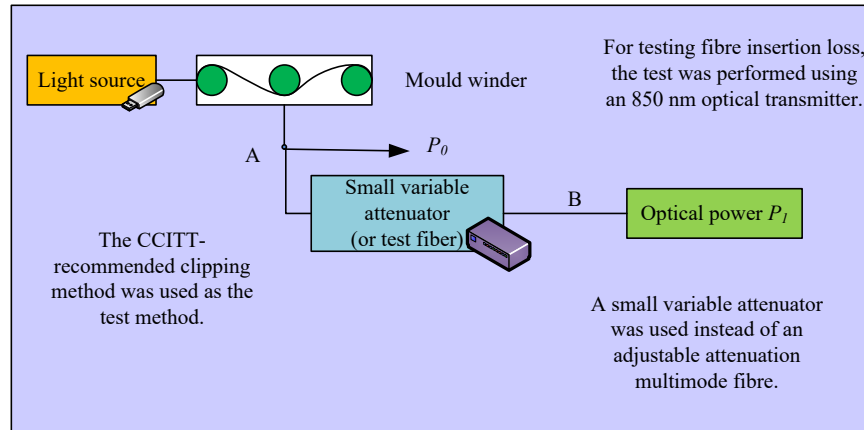 Light source
Mould winder
For testing fibre insertion loss,
the test was performed using
an 850 nm optical transmitter.
A
P0
Small variable
attenuator
(or test fiber)
B
Optical power P1
The CCITT-
recommended clipping
method was used as the
test method.
A small variable attenuator
was used instead of an
adjustable attenuation
multimode fibre.